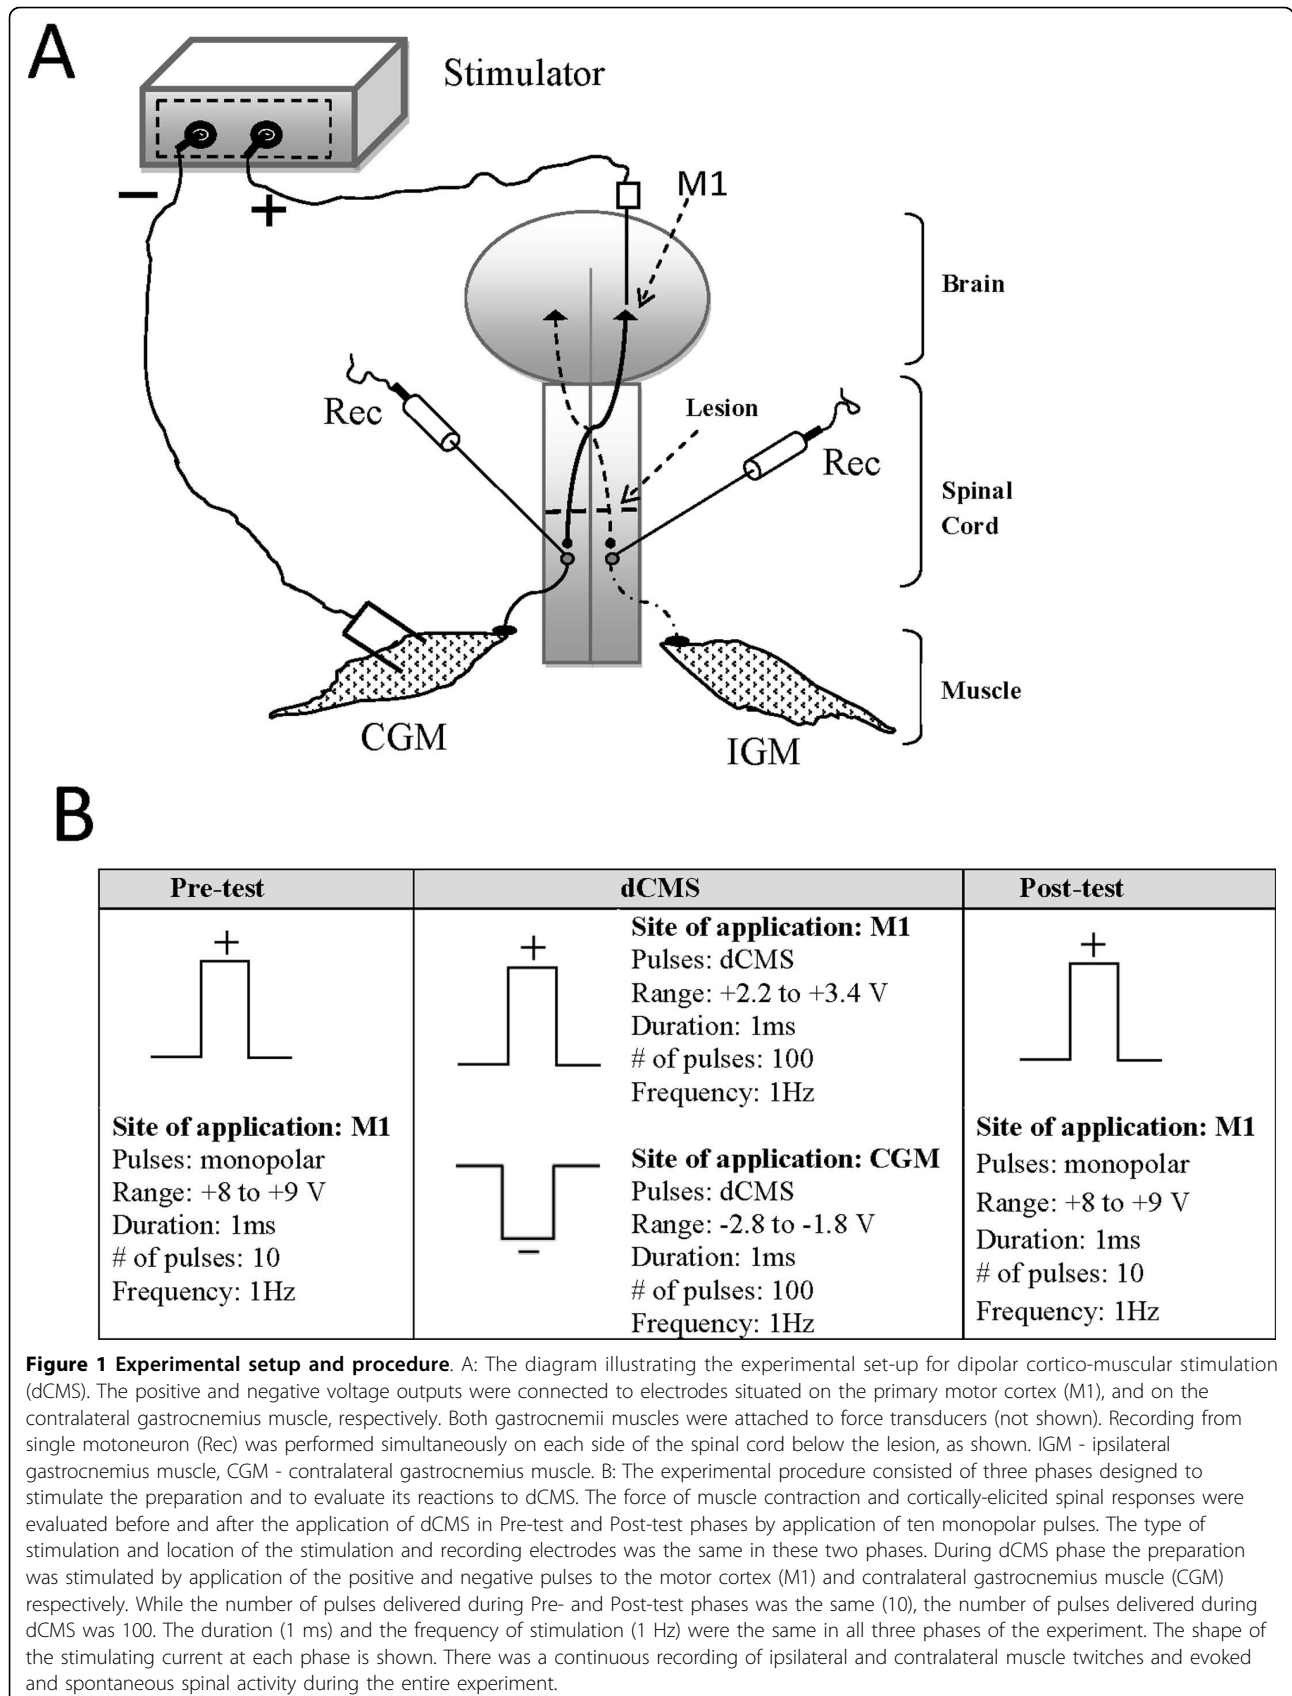 A
Stimulator
−
+
M1
Brain
Rec
Lesion
Rec
Spinal
Cord
Muscle
CGM
IGM
B
Pre-test
dCMS
Post-test
+
Site of application: M1
Pulses: monopolar
Range: +8 to +9 V
Duration: 1ms
# of pulses: 10
Frequency: 1Hz
+
Site of application: M1
Pulses: dCMS
Range: +2.2 to +3.4 V
Duration: 1ms
# of pulses: 100
Frequency: 1Hz
−
Site of application: CGM
Pulses: dCMS
Range: -2.8 to -1.8 V
Duration: 1ms
# of pulses: 100
Frequency: 1Hz
+
Site of application: M1
Pulses: monopolar
Range: +8 to +9 V
Duration: 1ms
# of pulses: 10
Frequency: 1Hz
Figure 1 Experimental setup and procedure. A: The diagram illustrating the experimental set-up for dipolar cortico-muscular stimulation
(dCMS). The positive and negative voltage outputs were connected to electrodes situated on the primary motor cortex (M1), and on the
contralateral gastrocnemius muscle, respectively. Both gastrocnemii muscles were attached to force transducers (not shown). Recording from
single motoneuron (Rec) was performed simultaneously on each side of the spinal cord below the lesion, as shown. IGM - ipsilateral
gastrocnemius muscle, CGM - contralateral gastrocnemius muscle. B: The experimental procedure consisted of three phases designed to
stimulate the preparation and to evaluate its reactions to dCMS. The force of muscle contraction and cortically-elicited spinal responses were
evaluated before and after the application of dCMS in Pre-test and Post-test phases by application of ten monopolar pulses. The type of
stimulation and location of the stimulation and recording electrodes was the same in these two phases. During dCMS phase the preparation
was stimulated by application of the positive and negative pulses to the motor cortex (M1) and contralateral gastrocnemius muscle (CGM)
respectively. While the number of pulses delivered during Pre- and Post-test phases was the same (10), the number of pulses delivered during
dCMS was 100. The duration (1 ms) and the frequency of stimulation (1 Hz) were the same in all three phases of the experiment. The shape of
the stimulating current at each phase is shown. There was a continuous recording of ipsilateral and contralateral muscle twitches and evoked
and spontaneous spinal activity during the entire experiment.